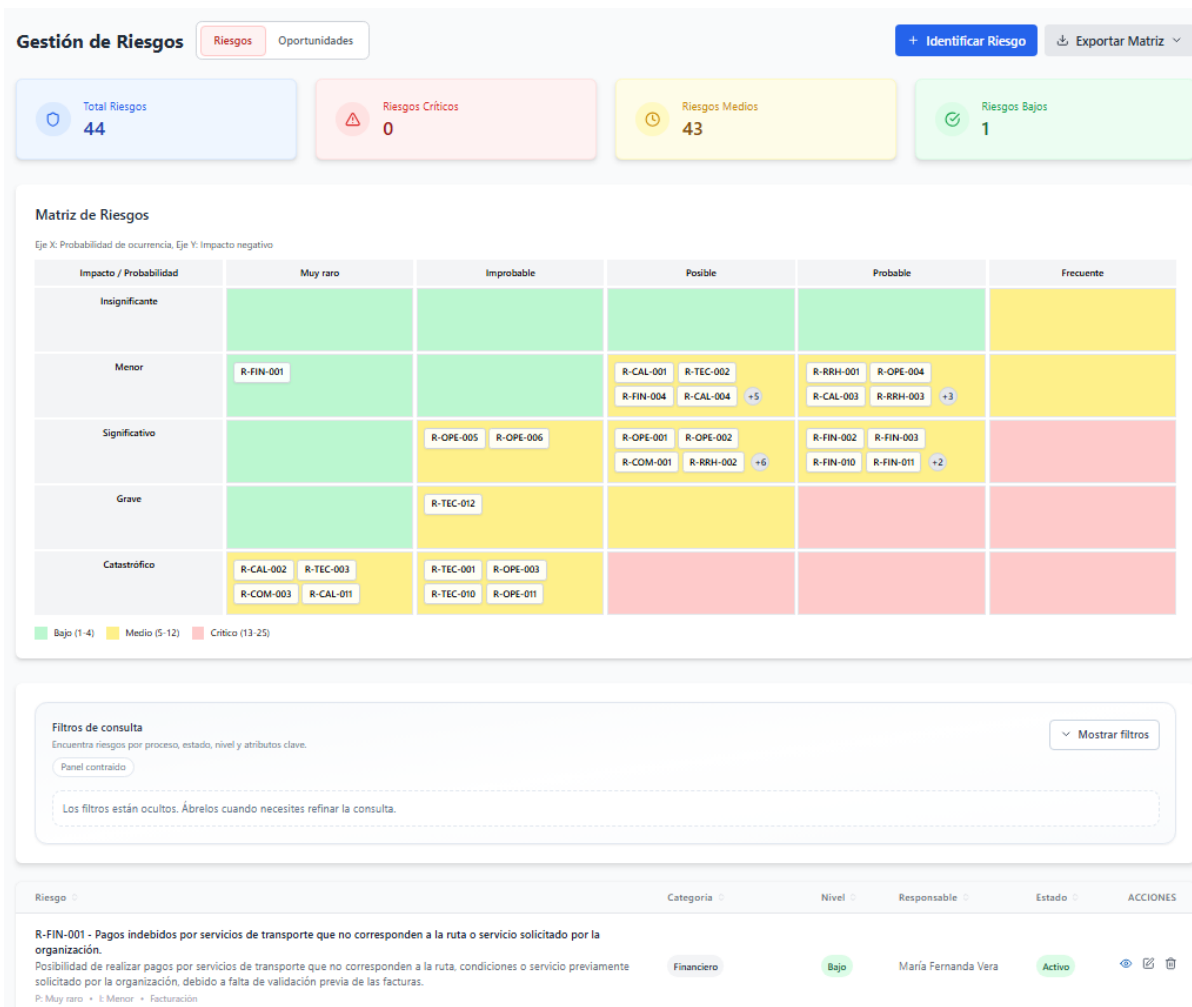 Gestión de Riesgos
Riesgos
Oportunidades
+ Identificar Riesgo
Exportar Matriz
Total Riesgos
44
Riesgos Críticos
0
Riesgos Medios
43
Riesgos Bajos
1
Matriz de Riesgos
Eje X: Probabilidad de ocurrencia, Eje Y: Impacto negativo
Impacto / Probabilidad Muy raro Improbable Posible Probable Frecuente
Insignificante
Menor
R-FIN-001
R-CAL-001 R-TEC-002
R-FIN-004 R-CAL-004 +5
R-RRH-001 R-OPE-004
R-CAL-003 R-RRH-003 +3
Significativo
R-OPE-005 R-OPE-006
R-OPE-001 R-OPE-002
R-COM-001 R-RRH-002 +6
R-FIN-002 R-FIN-003
R-FIN-010 R-FIN-011 +2
Grave
R-TEC-012
Catastrófico
R-CAL-002 R-TEC-003
R-COM-003 R-CAL-011
R-TEC-001 R-OPE-003
R-TEC-010 R-OPE-011
Bajo (1-4) Medio (5-12) Crítico (13-25)
Filtros de consulta
Encuentra riesgos por proceso, estado, nivel y atributos clave.
Panel contraído
Mostrar filtros
Los filtros están ocultos. Ábrelos cuando necesites refinar la consulta.
Riesgo Categoría Nivel Responsable Estado ACCIONES
R-FIN-001 - Pagos indebidos por servicios de transporte que no corresponden a la ruta o servicio solicitado por la
organización.
Posibilidad de realizar pagos por servicios de transporte que no corresponden a la ruta, condiciones o servicio previamente
solicitado por la organización, debido a falta de validación previa de las facturas.
P: Muy raro • I: Menor • Facturación
Financiero
Bajo
María Fernanda Vera
Activo